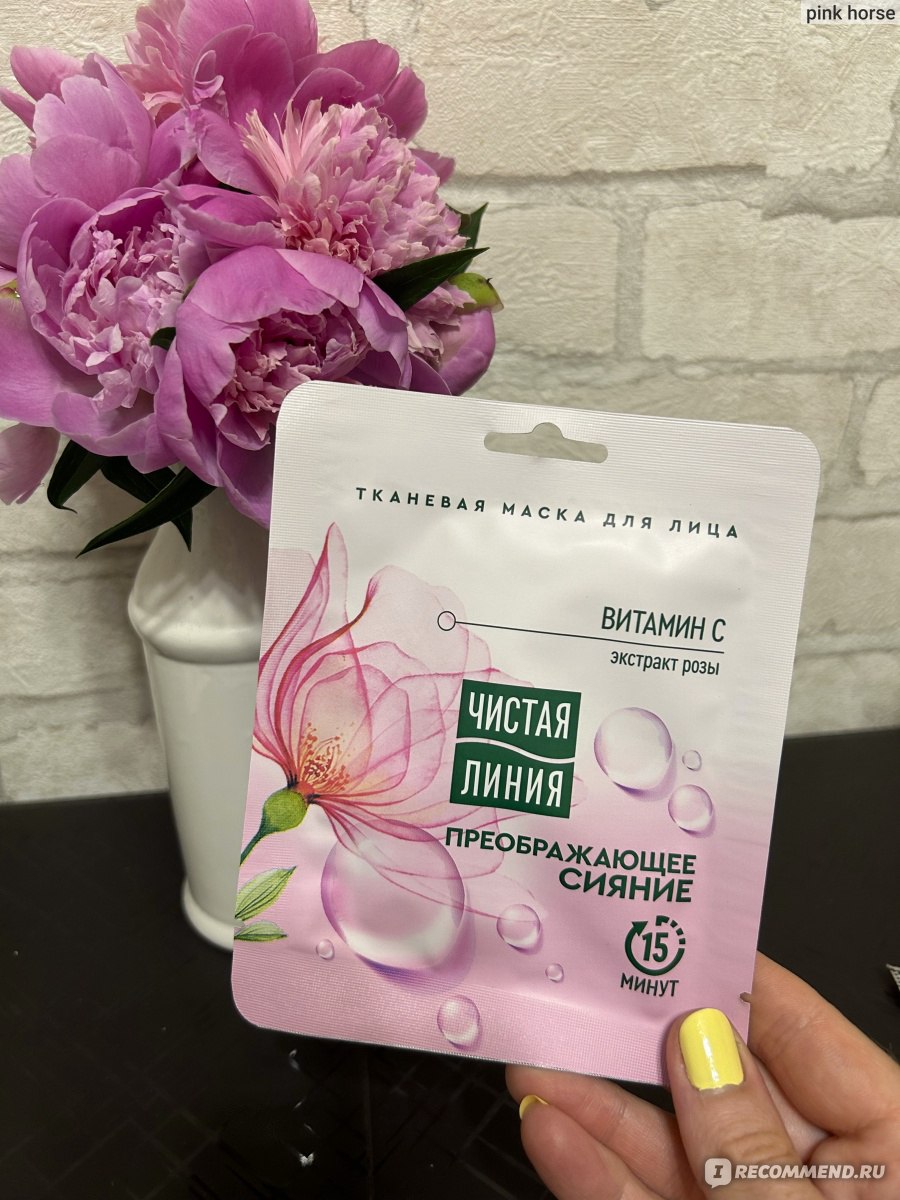 pink horse
ТКАНЕВАЯ МАСКА ДЛЯ ЛИЦА
ВИТАМИН С
экстракт розы
ЧИСТАЯ
ЛИНИЯ
ПРЕОБРАЖАЮЩЕЕ
СИЯНИЕ
15
МИНУТ
I RECOMMEND.RU